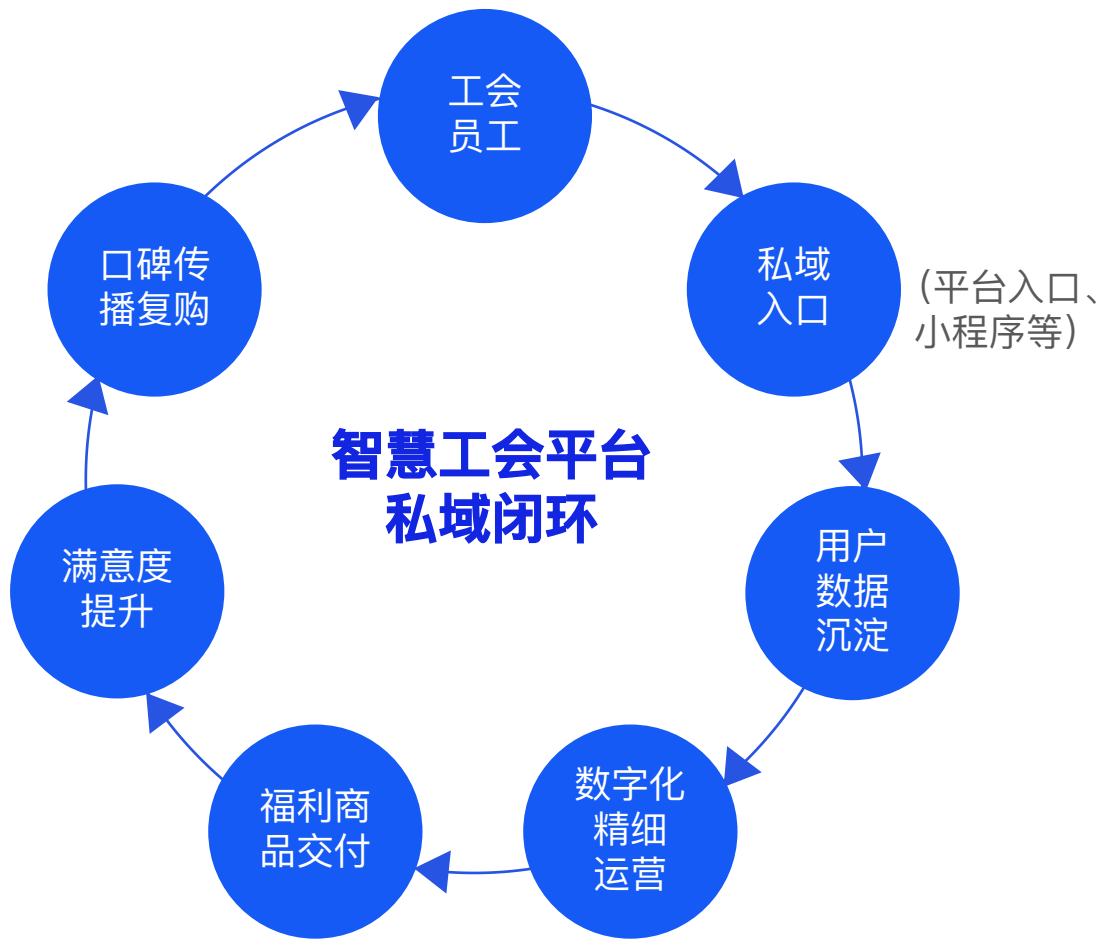 工会
员工
私域
入口
(平台入口、
小程序等)
用户
数据
沉淀
数字化
精细
运营
福利商
品交付
满意度
提升
口碑传
播复购
智慧工会平台
私域闭环